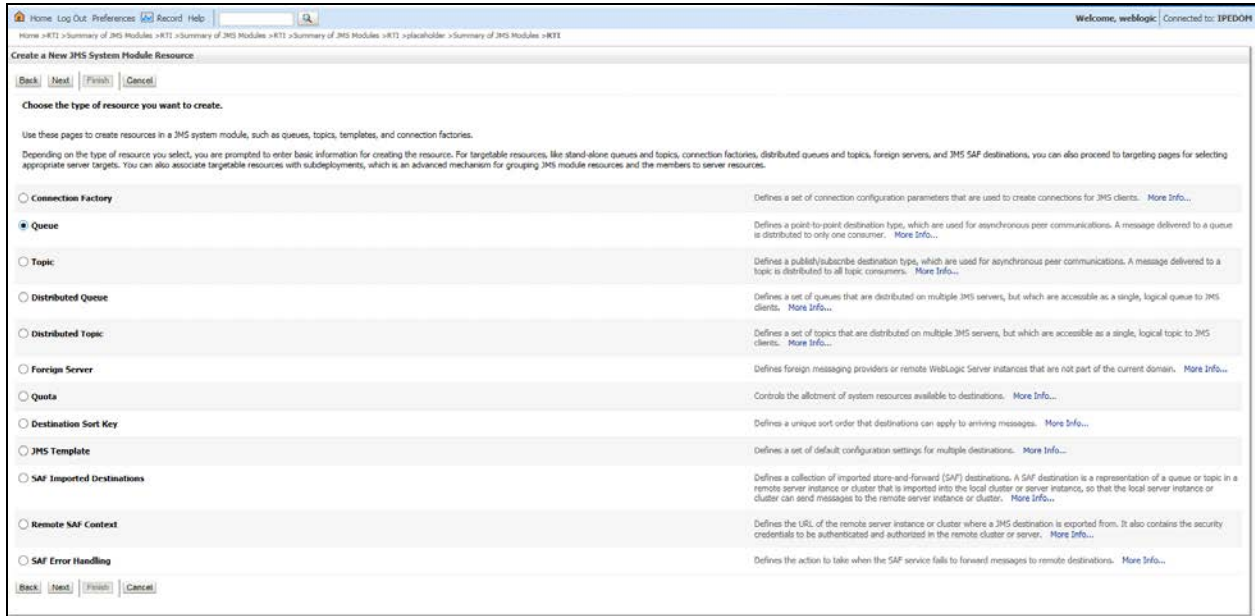 Home Log Out Preferences Record Help
Welcome, weblogic Connected to: IPEDOM
Home >RTI >Summary of JMS Modules >RTI >Summary of JMS Modules >RTI >Summary of JMS Modules >RTI >placeholder >Summary of JMS Modules >RTI
Create a New JMS System Module Resource
Back Next Finish Cancel
Choose the type of resource you want to create.
Use these pages to create resources in a JMS system module, such as queues, topics, templates, and connection factories.
Depending on the type of resource you select, you are prompted to enter basic information for creating the resource. For targetable resources, like stand-alone queues and topics, connection factories, distributed queues and topics, foreign servers, and JMS SAF destinations, you can also proceed to targeting pages for selecting
appropriate server targets. You can also associate targetable resources with subdeployments, which is an advanced mechanism for grouping JMS module resources and the members to server resources.
Connection Factory
Defines a set of connection configuration parameters that are used to create connections for JMS clients. More Info...
Queue
Defines a point-to-point destination type, which are used for asynchronous peer communications. A message delivered to a queue
is distributed to only one consumer. More Info...
Topic
Defines a publish/subscribe destination type, which are used for asynchronous peer communications. A message delivered to a
topic is distributed to all topic consumers. More Info...
Distributed Queue
Defines a set of queues that are distributed on multiple JMS servers, but which are accessible as a single, logical queue to JMS
clients. More Info...
Distributed Topic
Defines a set of topics that are distributed on multiple JMS servers, but which are accessible as a single, logical topic to JMS
clients. More Info...
Foreign Server
Defines foreign messaging providers or remote WebLogic Server instances that are not part of the current domain. More Info...
Quota
Controls the allotment of system resources available to destinations. More Info...
Destination Sort Key
Defines a unique sort order that destinations can apply to arriving messages. More Info...
JMS Template
Defines a set of default configuration settings for multiple destinations. More Info...
SAF Imported Destinations
Defines a collection of imported store-and-forward (SAF) destinations. A SAF destination is a representation of a queue or topic in a
remote server instance or cluster that is imported into the local cluster or server instance, so that the local server instance or
cluster can send messages to the remote server instance or cluster. More Info...
Remote SAF Context
Defines the URL of the remote server instance or cluster where a JMS destination is exported from. It also contains the security
credentials to be authenticated and authorized in the remote cluster or server. More Info...
SAF Error Handling
Defines the action to take when the SAF service fails to forward messages to remote destinations. More Info...
Back Next Finish Cancel